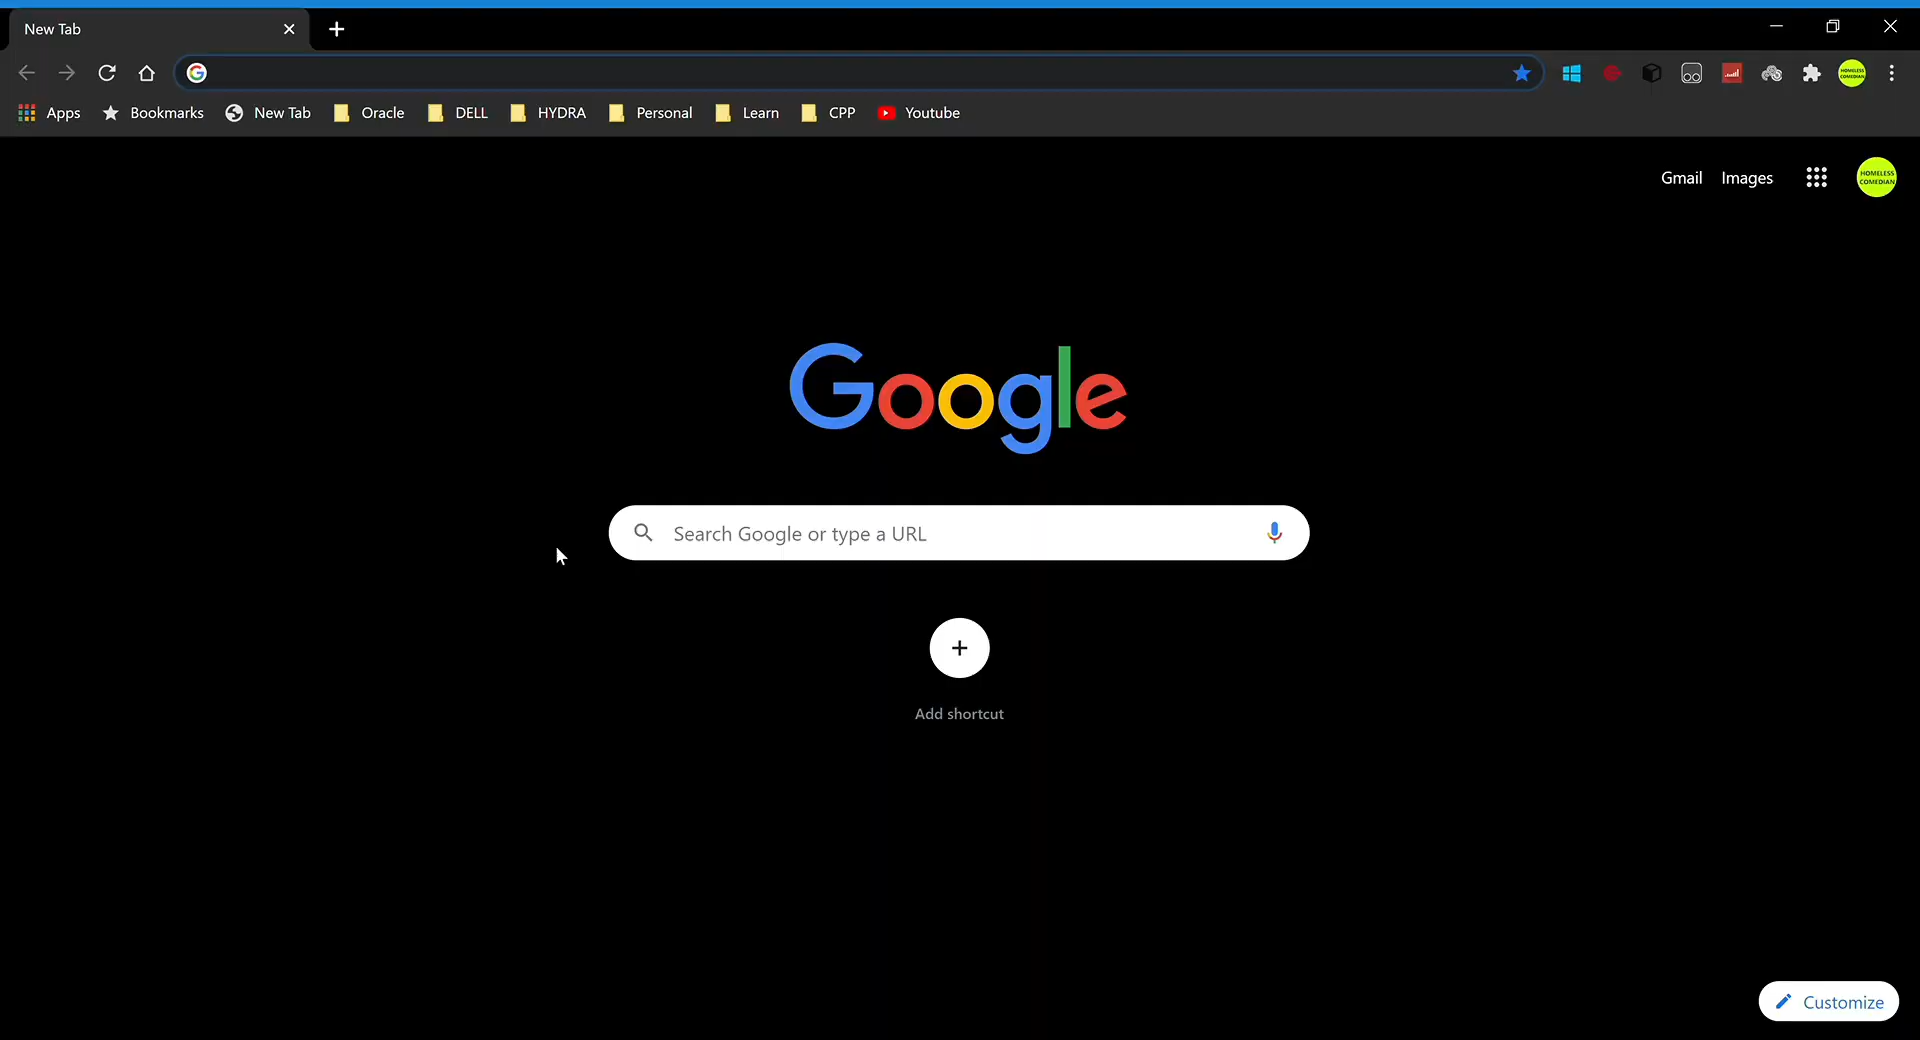 New Tab
Apps Bookmarks New Tab Oracle DELL HYDRA Personal Learn CPP Youtube
Gmail Images
HOMELESS
COMEDIAN
Google
Search Google or type a URL
Add shortcut
Customize